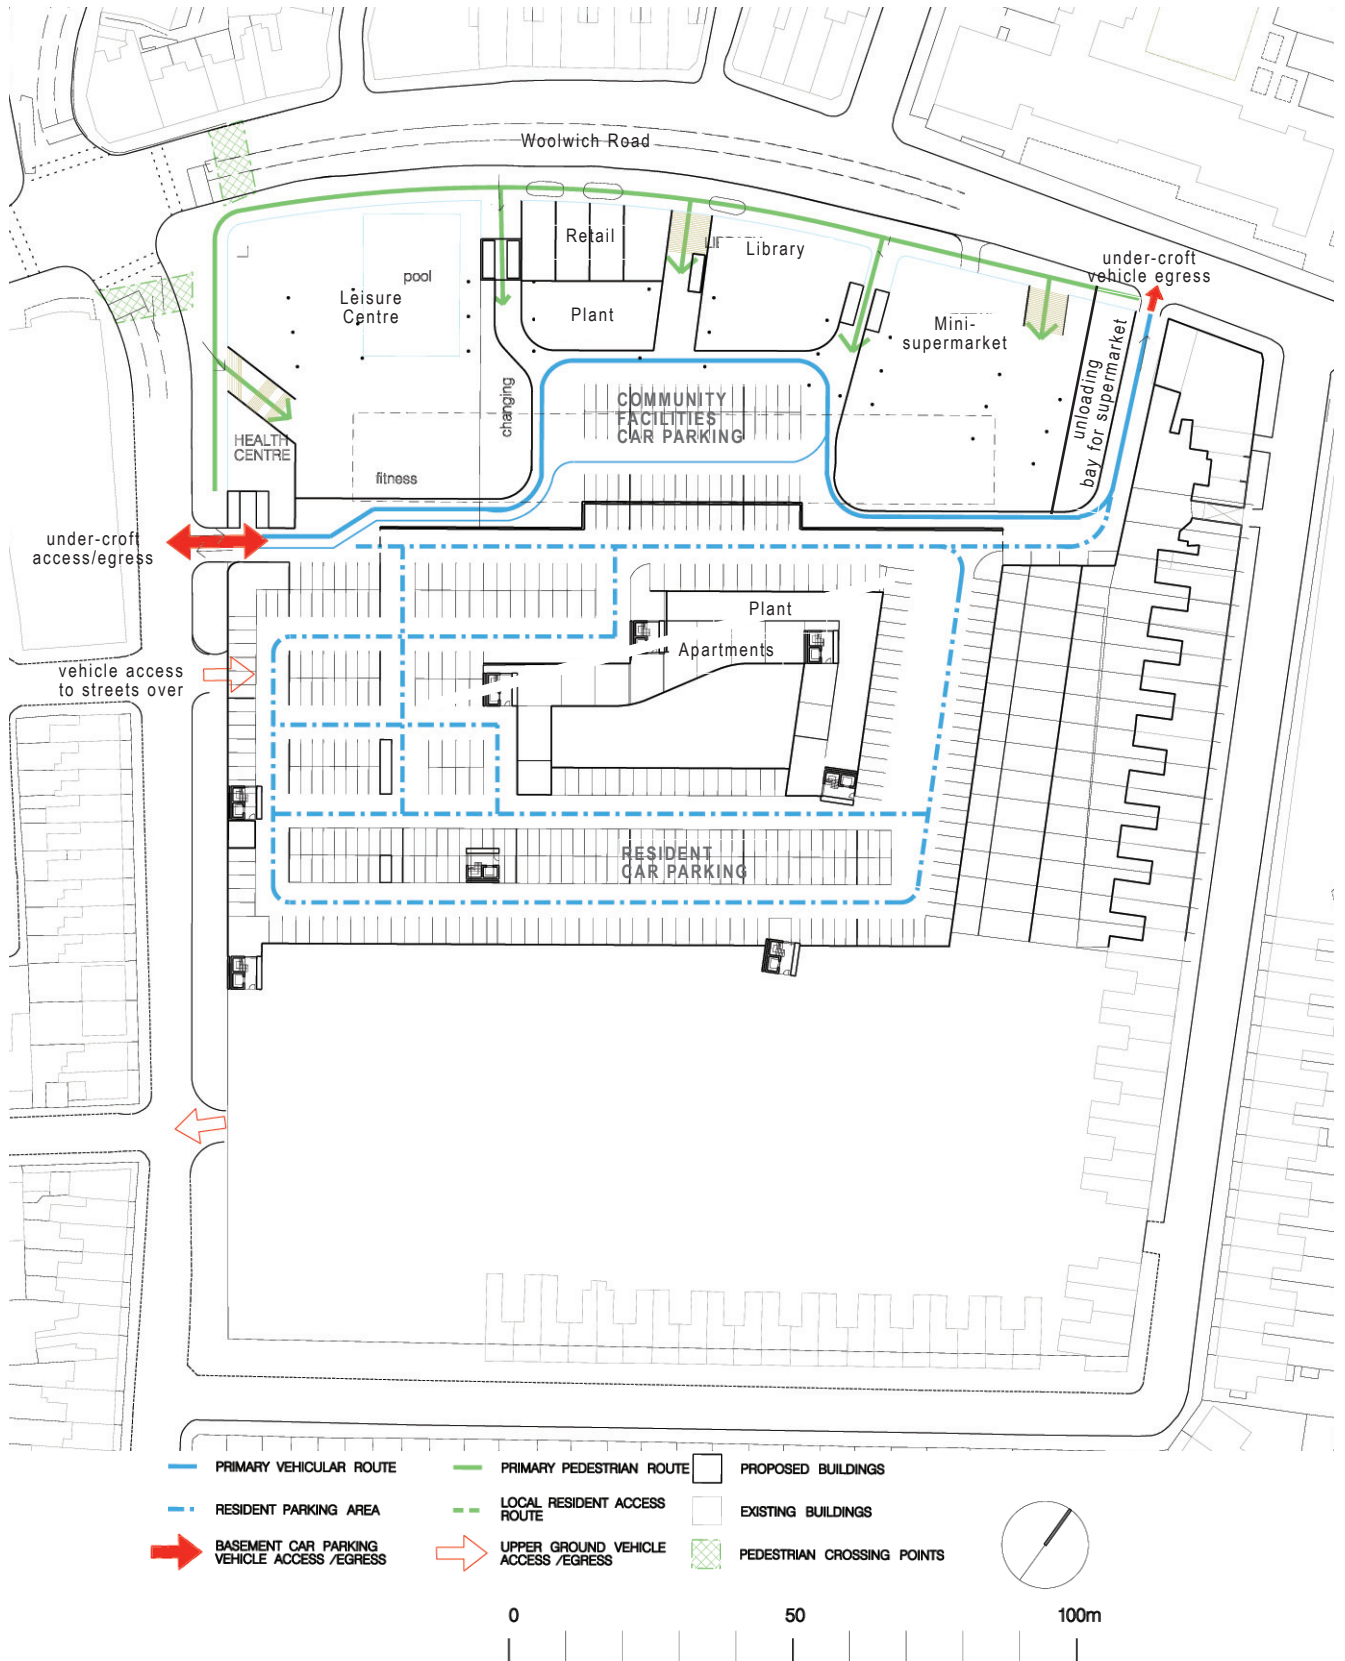 Woolwich Road
Retail
Library
under-croft
vehicle egress
pool
Leisure
Centre
Plant
Mini-
supermarket
unloading
bay for supermarket
changing
COMMUNITY
FACILITIES
CAR PARKING
HEALTH
CENTRE
fitness
under-croft
access/egress
Plant
Apartments
vehicle access
to streets over
RESIDENT
CAR PARKING
PRIMARY VEHICULAR ROUTE
PRIMARY PEDESTRIAN ROUTE
PROPOSED BUILDINGS
RESIDENT PARKING AREA
LOCAL RESIDENT ACCESS
ROUTE
EXISTING BUILDINGS
BASEMENT CAR PARKING
VEHICLE ACCESS /EGRESS
UPPER GROUND VEHICLE
ACCESS /EGRESS
PEDESTRIAN CROSSING POINTS
0
50
100m